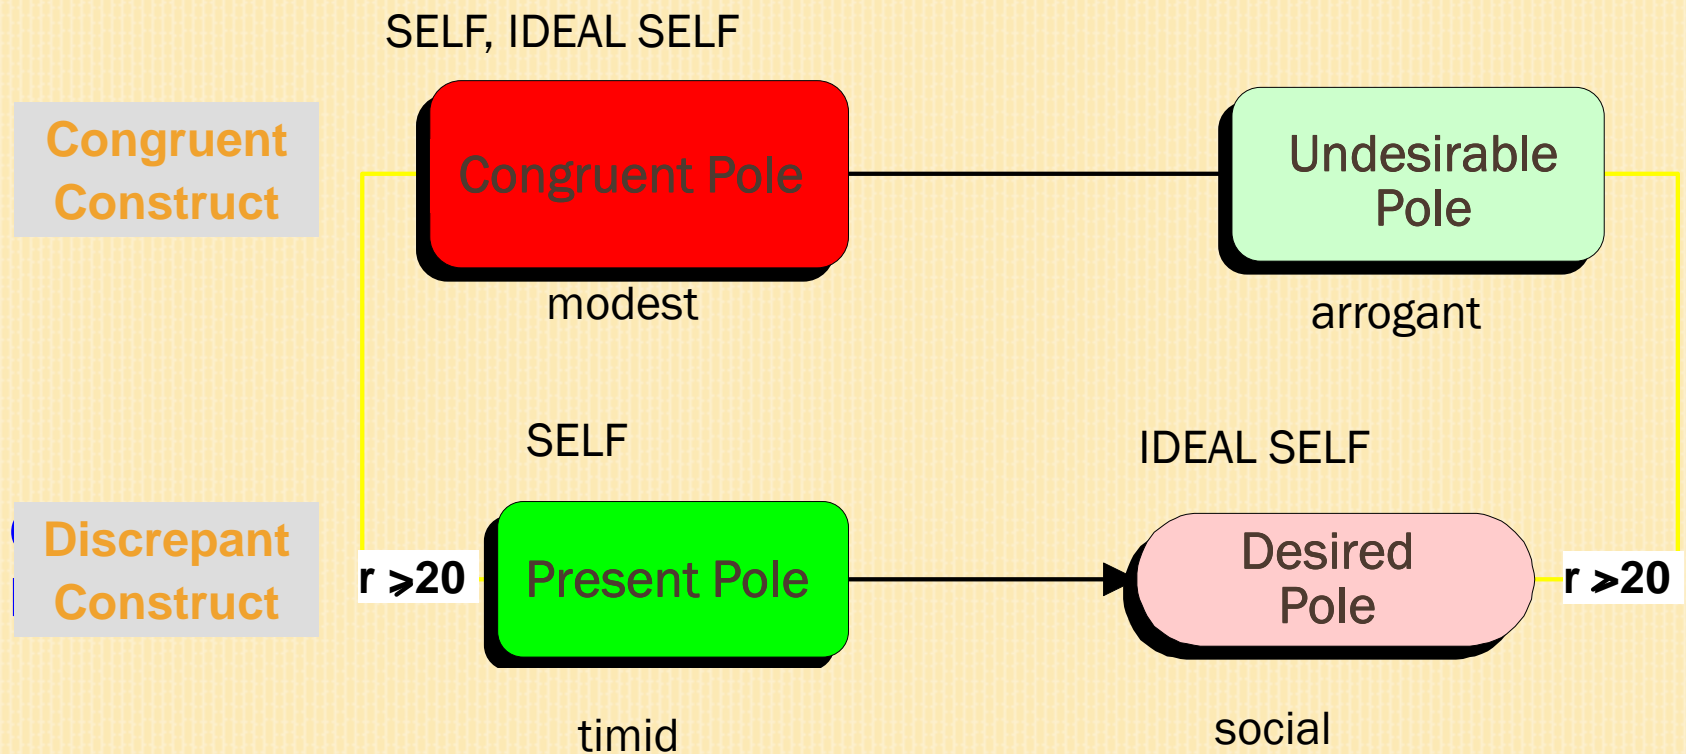 SELF, IDEAL SELF
Congruent
Construct
Congruent Pole
Undesirable
Pole
modest
arrogant
SELF
IDEAL SELF
Discrepant
Construct
r >20
Present Pole
Desired
Pole
r >20
timid
social